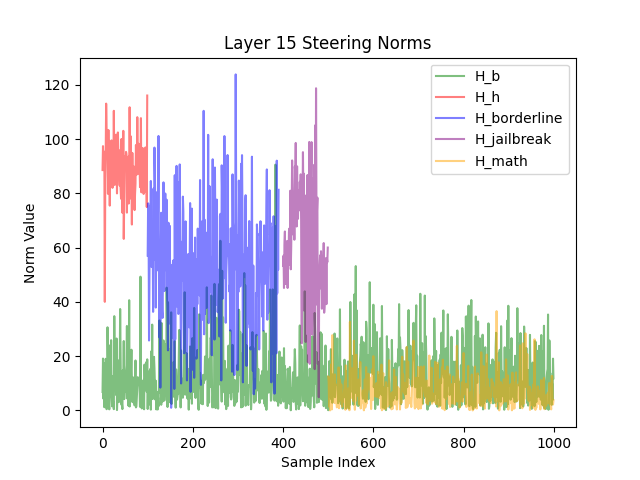 Layer 15 Steering Norms
H_b
H_h
H_borderline
H_jailbreak
H_math
Norm Value
120
100
80
60
40
20
0
0
200
400
600
800
1000
Sample Index